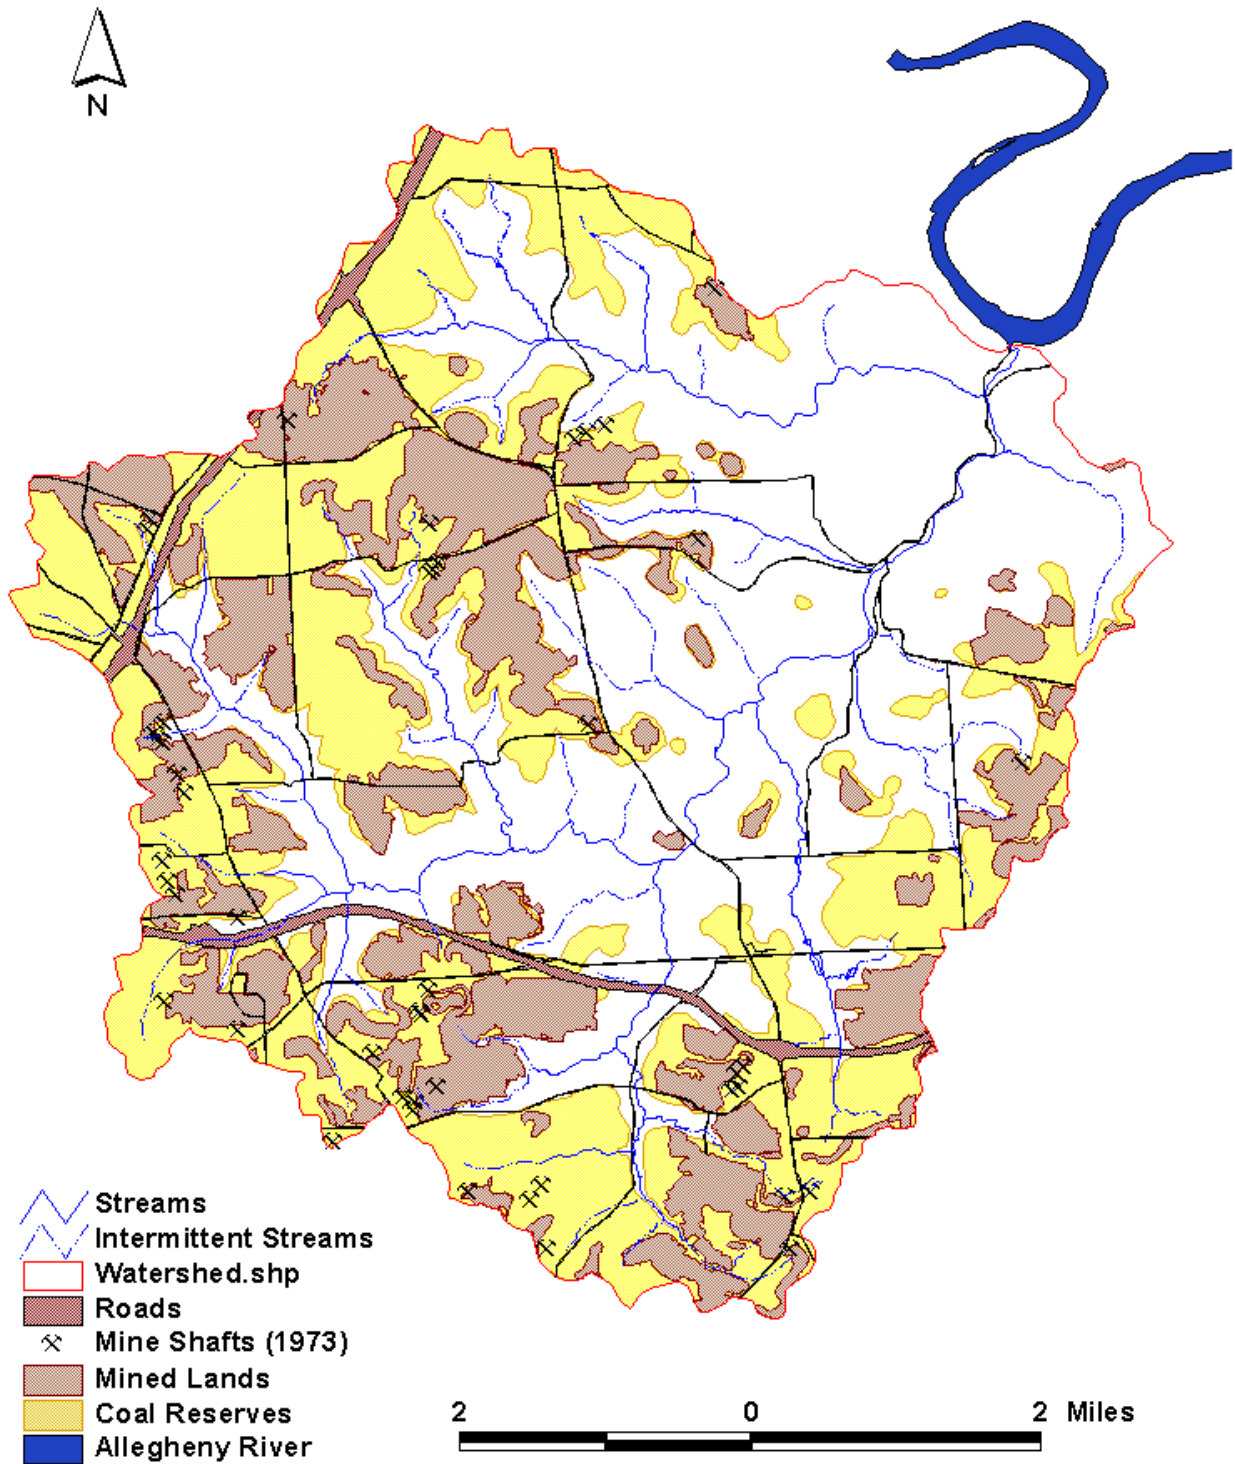 N
Streams
Intermittent Streams
Watershed.shp
Roads
Mine Shafts (1973)
Mined Lands
Coal Reserves
Allegheny River
2 0 2 Miles